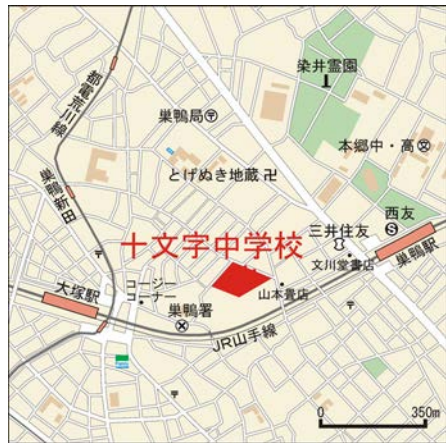 染井霊園
都電荒川線
巣鴨局
本郷中・高
とげぬき地蔵
巣鴨新田
西友
S
三井住友
十文字中学校
文川堂書店
巣鴨駅
コージー
コーナー
山本畳店
大塚駅
巣鴨署
JR山手線
0 350m